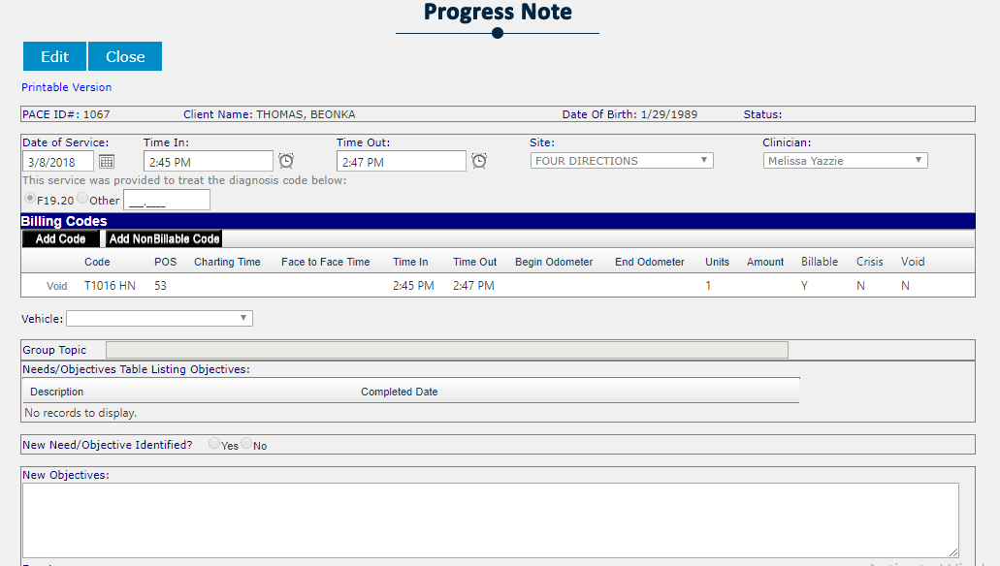 Progress Note
Edit Close
Printable Version
PACE ID#: 1067 Client Name: THOMAS, BEONKA Date Of Birth: 1/29/1989 Status:
Date of Service: Time In: Time Out: Site: Clinician:
3/8/2018 2:45 PM 2:47 PM FOUR DIRECTIONS Melissa Yazzie
This service was provided to treat the diagnosis code below:
F19.20 Other ___.____
Billing Codes
Add Code Add NonBillable Code
Code POS Charting Time Face to Face Time Time In Time Out Begin Odometer End Odometer Units Amount Billable Crisis Void
Void T1016 HN 53 2:45 PM 2:47 PM 1 Y N N
Vehicle:
Group Topic
Needs/Objectives Table Listing Objectives:
Description Completed Date
No records to display.
New Need/Objective Identified? Yes No
New Objectives: